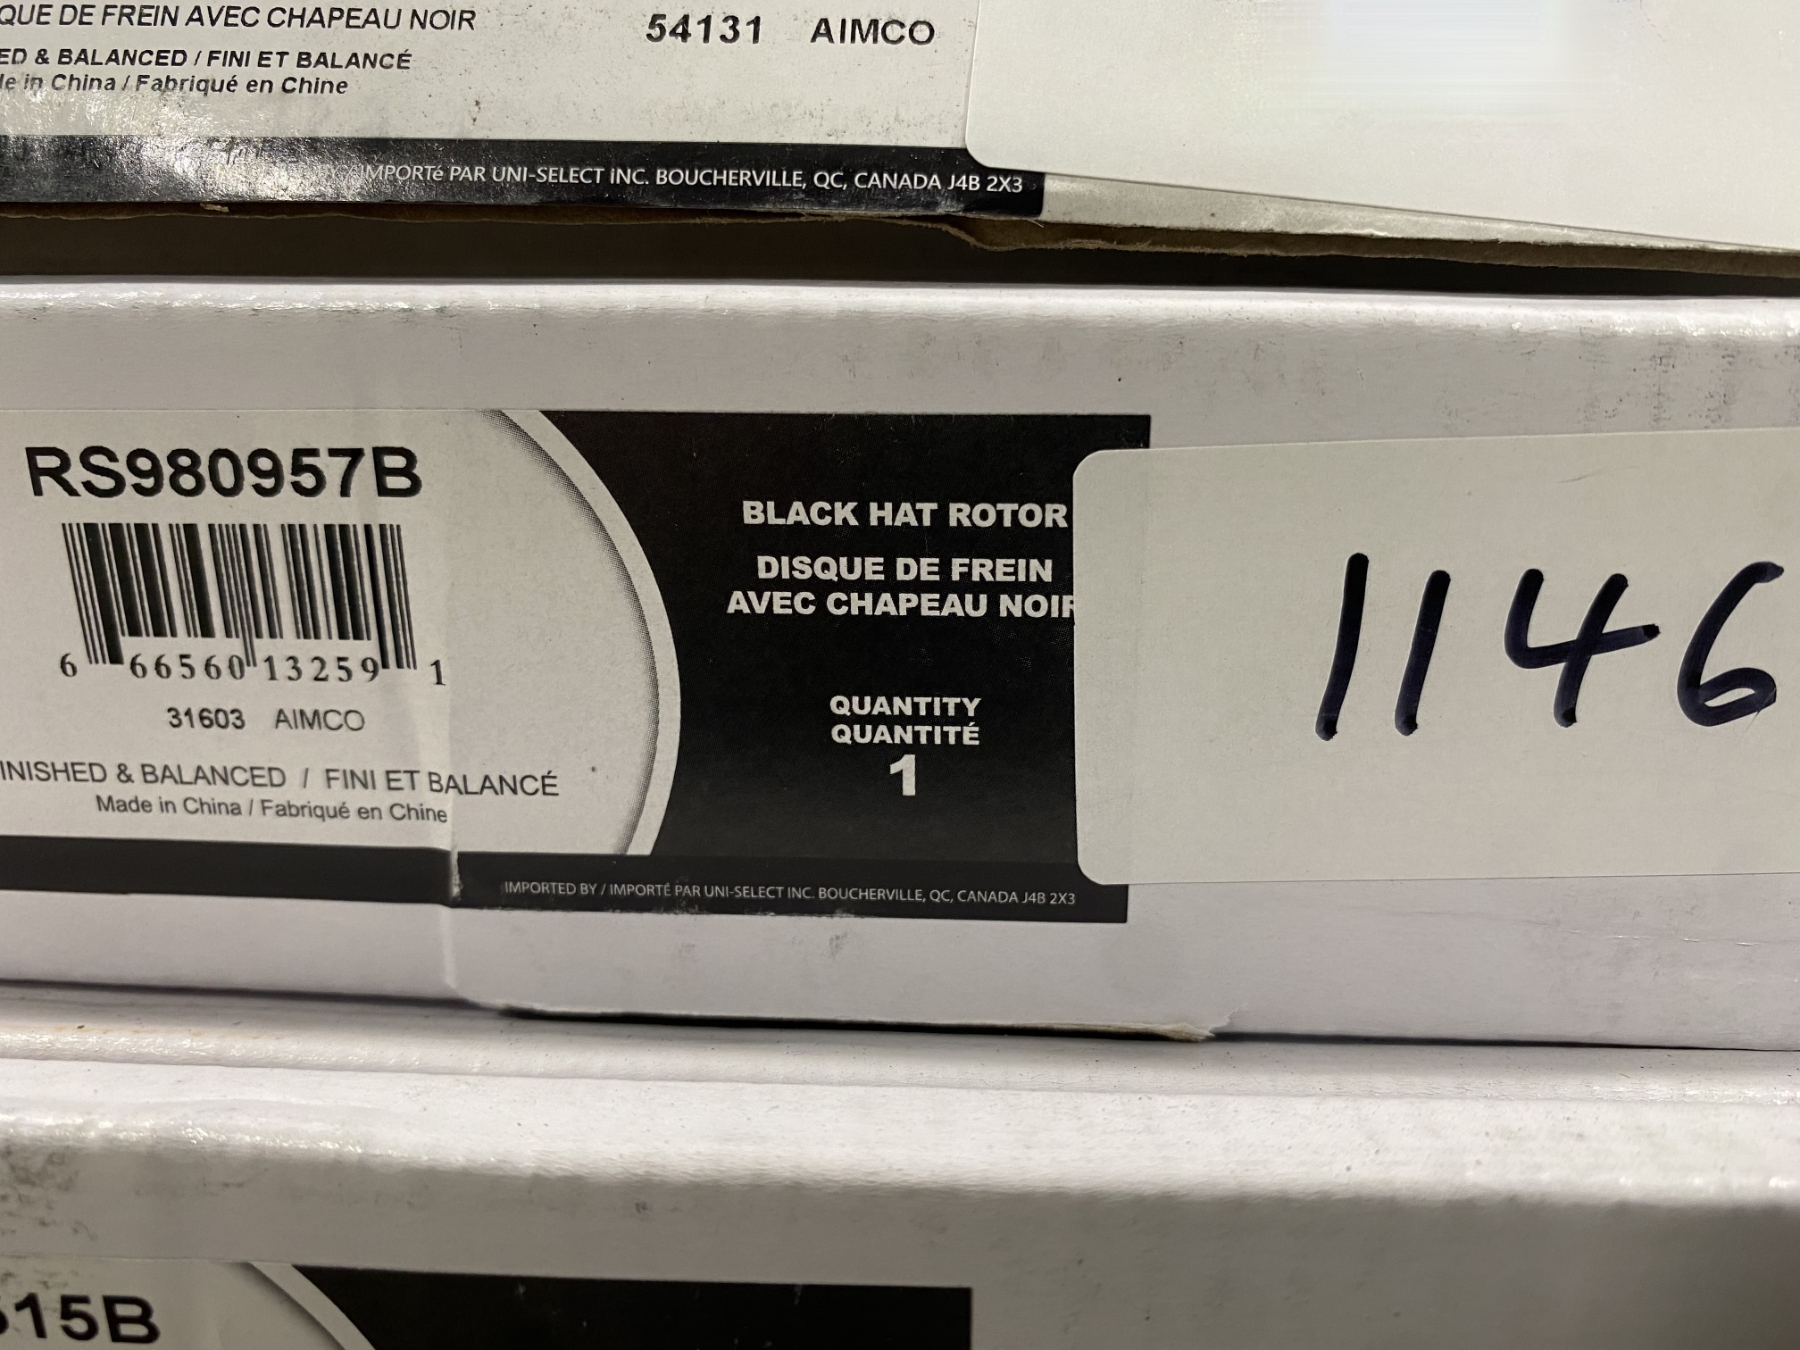 QUE DE FREIN AVEC CHAPEAU NOIR
54131 AIMCO
ED & BALANCED / FINI ET BALANCÉ
e in China / Fabriqué en Chine
IMPORTé PAR UNI-SELECT INC. BOUCHERVILLE, QC, CANADA J4B 2X3
RS980957B
6 66560 13259 1
31603 AIMCO
INISHED & BALANCED / FINI ET BALANCÉ
Made in China / Fabriqué en Chine
BLACK HAT ROTOR
DISQUE DE FREIN
AVEC CHAPEAU NOIR
QUANTITY
QUANTITÉ
1
IMPORTED BY / IMPORTÉ PAR UNI-SELECT INC. BOUCHERVILLE, QC, CANADA J4B 2X3
1146
15B